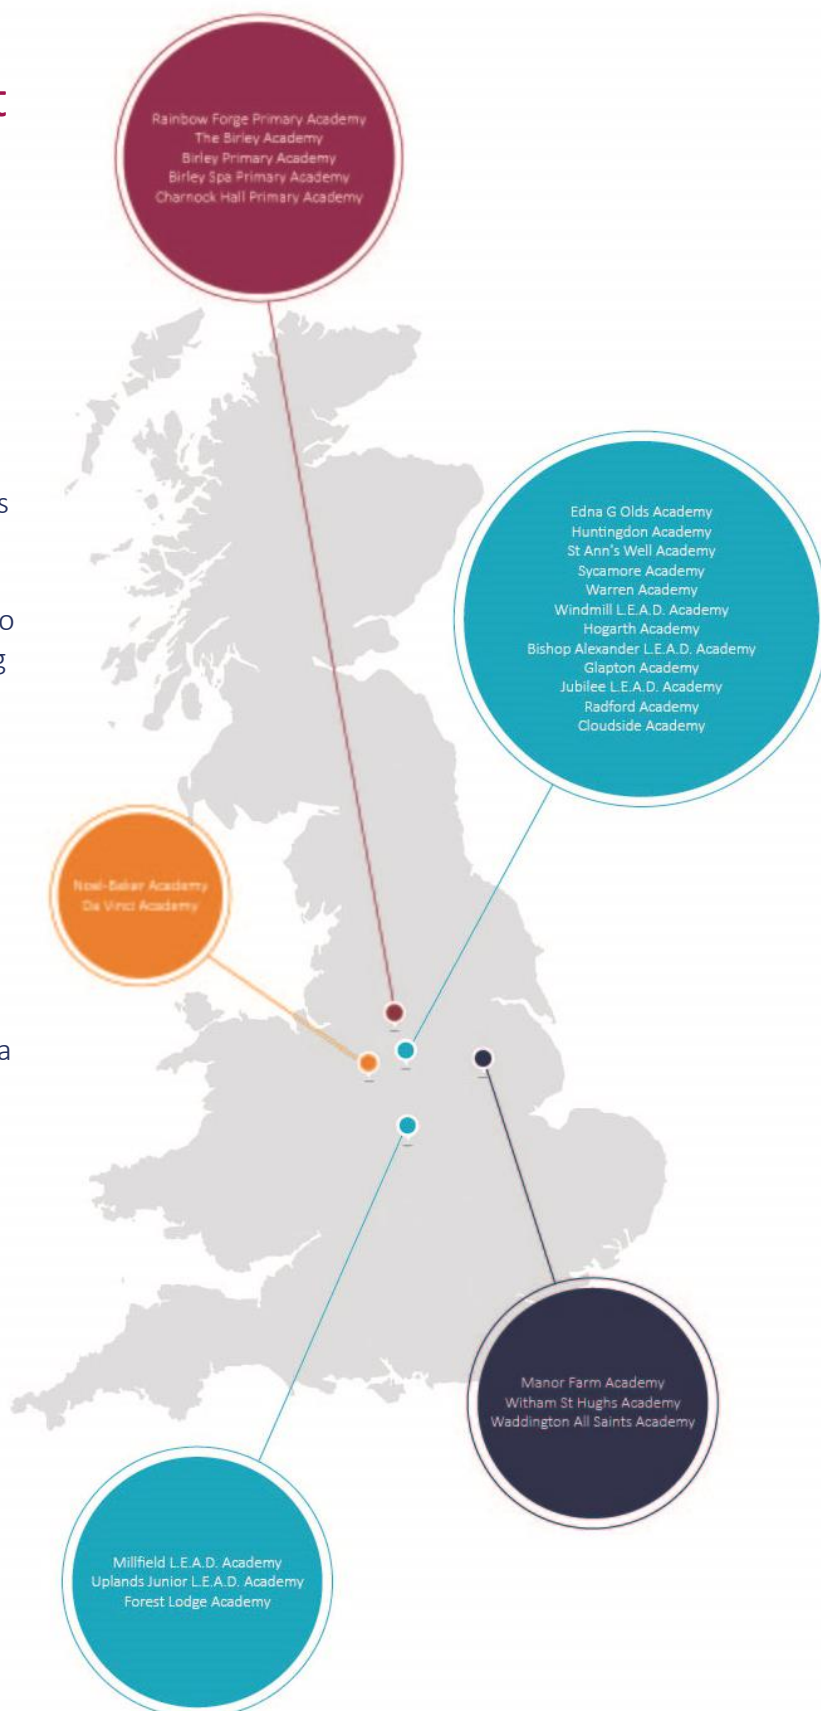 t
Rainbow Forge Primary Academy
The Birley Academy
Birley Primary Academy
Birley Spa Primary Academy
Charnock Hall Primary Academy
s
o
g
Edna G Olds Academy
Huntingdon Academy
St Ann's Well Academy
Sycamore Academy
Warren Academy
Windmill L.E.A.D. Academy
Hogarth Academy
Bishop Alexander L.E.A.D. Academy
Glapton Academy
Jubilee L.E.A.D. Academy
Radford Academy
Cloudside Academy
Noel-Baker Academy
Da Vinci Academy
a
Manor Farm Academy
Witham St Hughs Academy
Waddington All Saints Academy
Millfield L.E.A.D. Academy
Uplands Junior L.E.A.D. Academy
Forest Lodge Academy